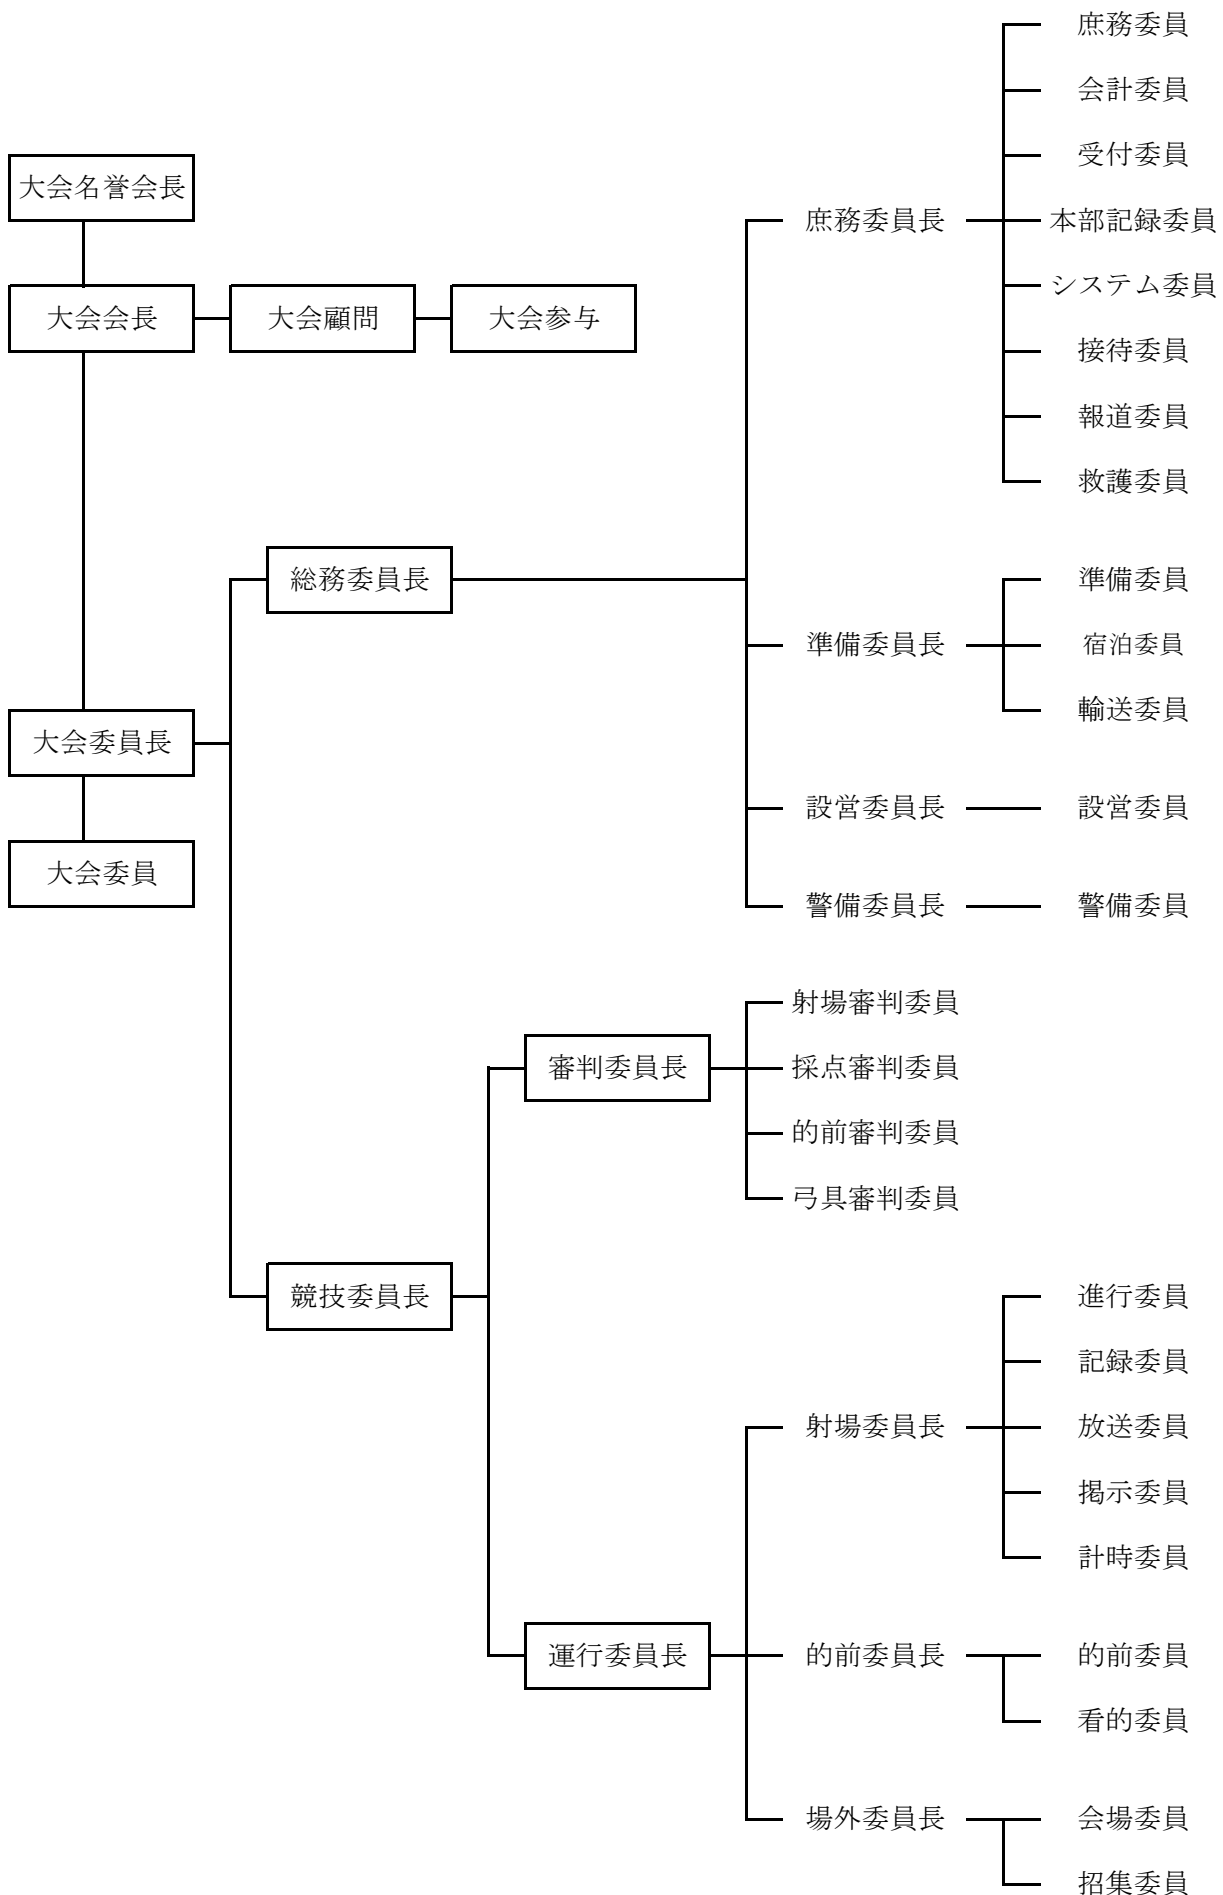 大会名誉会長
大会会長
大会顧問
大会参与
大会委員長
大会委員
総務委員長
庶務委員長
庶務委員
会計委員
受付委員
本部記録委員
システム委員
接待委員
報道委員
救護委員
準備委員長
準備委員
宿泊委員
輸送委員
設営委員長
設営委員
警備委員長
警備委員
競技委員長
審判委員長
射場審判委員
採点審判委員
的前審判委員
弓具審判委員
運行委員長
射場委員長
進行委員
記録委員
放送委員
掲示委員
計時委員
的前委員長
的前委員
看的委員
場外委員長
会場委員
招集委員